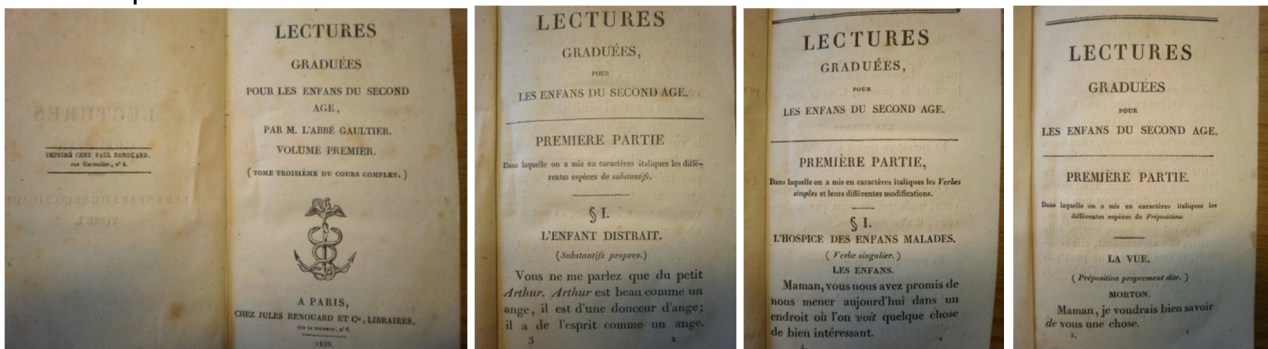 IMPRIMÉ CHEZ PAUL RENOUARD,
rue Garencière, nº 5.
LECTURES
GRADUÉES
POUR LES ENFANS DU SECOND
AGE,
PAR M. L'ABBÉ GAULTIER.
VOLUME PREMIER.
(TOME TROISIÈME DU COURS COMPLET.)
A PARIS,
CHEZ JULES RENOUARD ET Cie, LIBRAIRES,
RUE DE TOURNON, nº 6.
1839.
LECTURES
GRADUÉES,
POUR
LES ENFANS DU SECOND AGE.
PREMIERE PARTIE
Dans laquelle on a mis en caractères italiques les diffé-
rentes espèces de substantifs.
§ I.
L'ENFANT DISTRAIT.
(Substantifs propres.)
Vous ne me parlez que du petit
Arthur. Arthur est beau comme un
ange, il est d'une douceur d'ange;
il a de l'esprit comme un ange.
3
LECTURES
GRADUÉES,
POUR
LES ENFANS DU SECOND AGE.
PREMIÈRE PARTIE,
Dans laquelle on a mis en caractères italiques les Verbes
simples et leurs différentes modifications.
§ I.
L'HOSPICE DES ENFANS MALADES.
(Verbe singulier.)
LES ENFANS.
Maman, vous nous avez promis de
nous mener aujourd'hui dans un
endroit où l'on voit quelque chose
de bien intéressant.
LECTURES
GRADUÉES
POUR
LES ENFANS DU SECOND AGE.
PREMIÈRE PARTIE.
Dans laquelle on a mis en caractères italiques les
différentes espèces de Prépositions.
LA VUE.
(Préposition proprement dite.)
MORTON.
Maman, je voudrais bien savoir
de vous une chose.